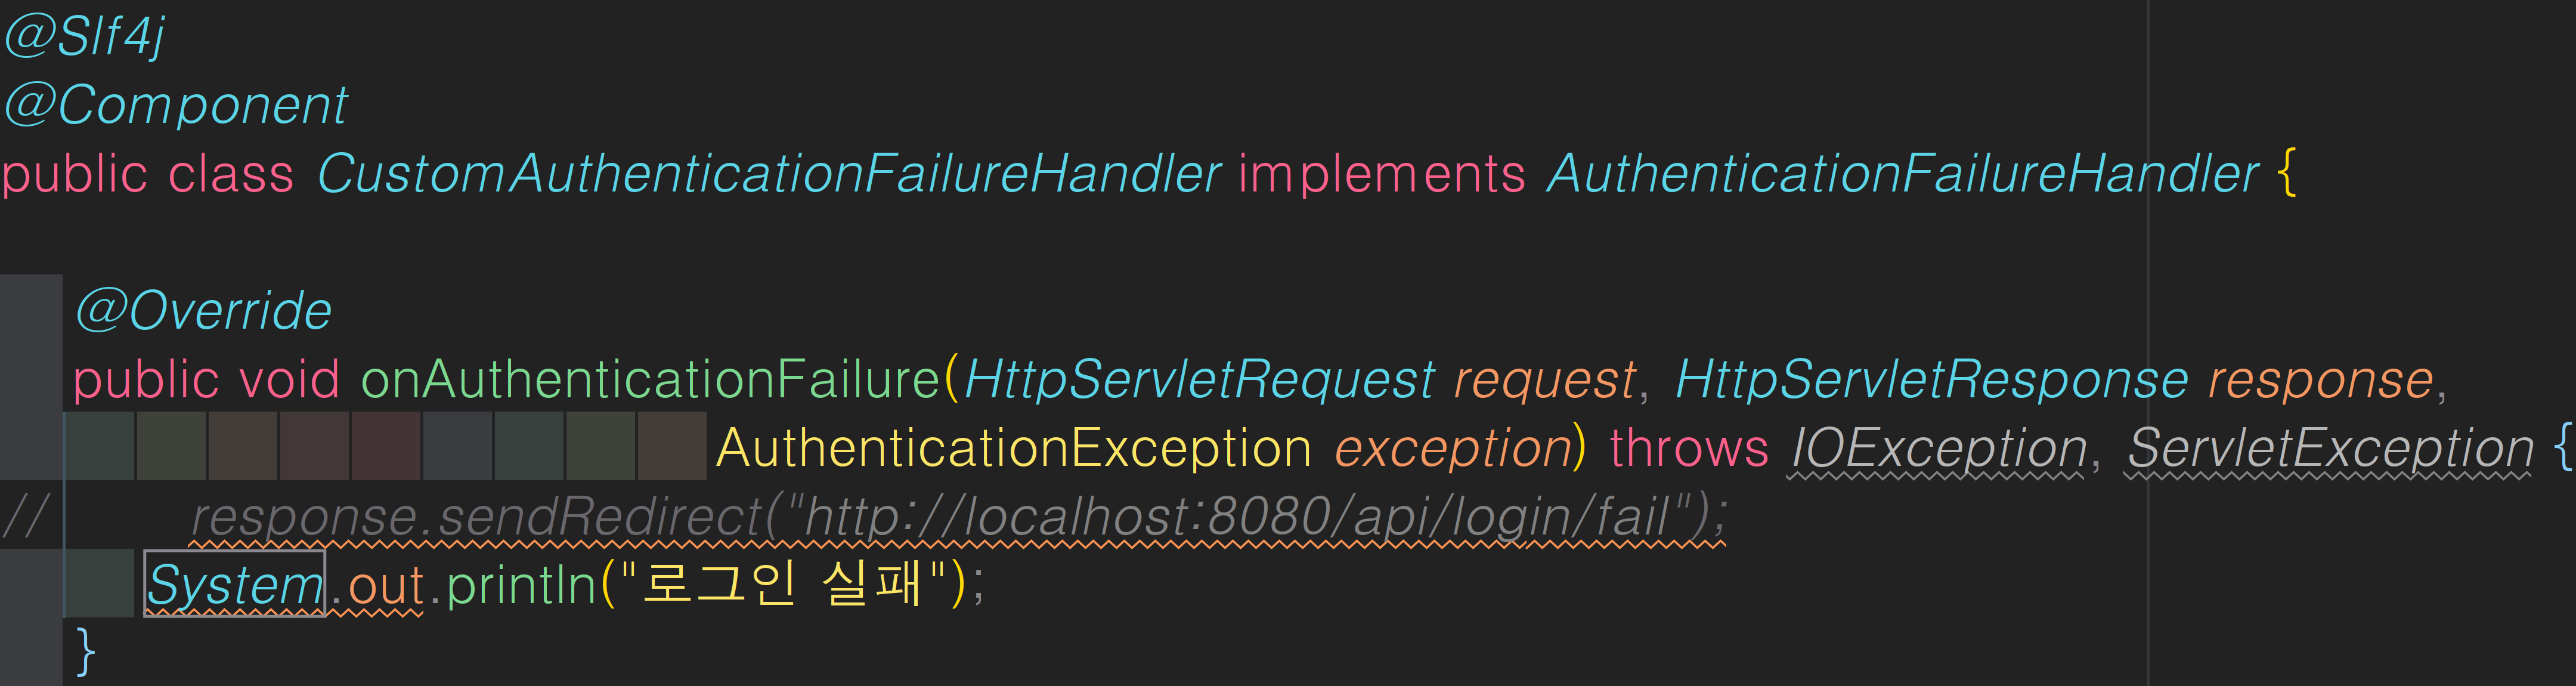 @Slf4j
@Component
public class CustomAuthenticationFailureHandler implements AuthenticationFailureHandler {
@Override
public void onAuthenticationFailure(HttpServletRequest request, HttpServletResponse response,
AuthenticationException exception) throws IOException, ServletException {
// response.sendRedirect("http://localhost:8080/api/login/fail");
System.out.println("로그인 실패");
}